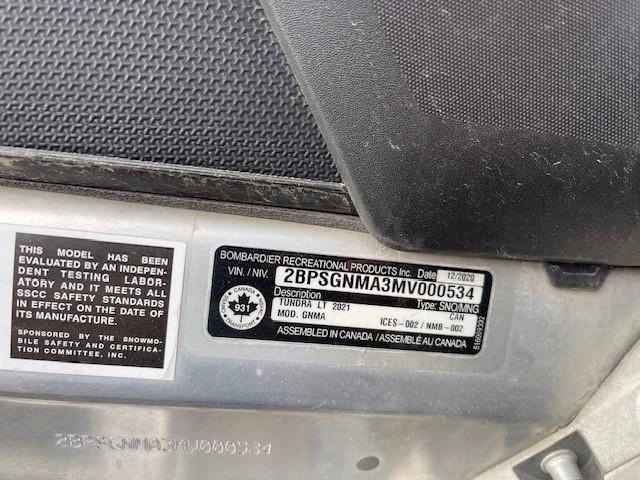 THIS MODEL HAS BEEN
EVALUATED BY AN INDEPEN-
DENT TESTING LABOR-
ATORY AND IT MEETS ALL
SSCC SAFETY STANDARDS
IN EFFECT ON THE DATE OF
ITS MANUFACTURE.
SPONSORED BY THE SNOWMO-
BILE SAFETY AND CERTIFICA-
TION COMMITTEE, INC.
BOMBARDIER RECREATIONAL PRODUCTS Inc. Date 12/2020
VIN./ NIV. 2BPSGNMA3MV000534
Description Type: SNO/MNG
TUNDRA LT 2021 CAN
MOD. GNMA ICES-002 / NMB-002
ASSEMBLED IN CANADA / ASSEMBLÉ AU CANADA
CANADA
931
TRANSPORT
2BPSGNMA3MV000534